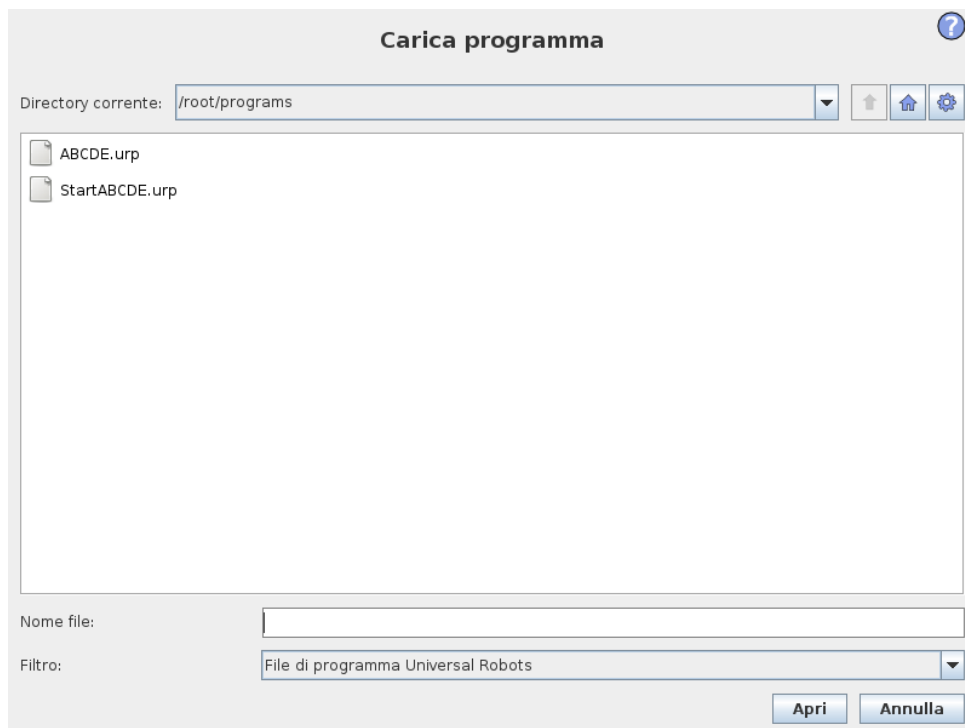 Carica programma
?
Directory corrente: /root/programs
ABCDE.urp
StartABCDE.urp
Nome file:
Filtro: File di programma Universal Robots
Apri Annulla